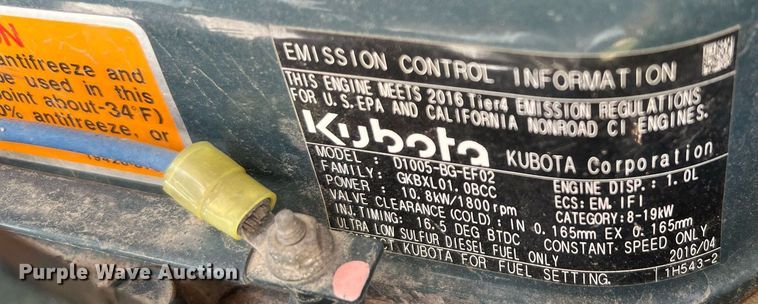 ON
antifreeze and
be used in this
point about-34°F)
0% antifreeze, or
EMISSION CONTROL INFORMATION
THIS ENGINE MEETS 2016 Tier4 EMISSION REGULATIONS
FOR U.S.EPA AND CALIFORNIA NONROAD CI ENGINES.
Kubota KUBOTA Corporation
MODEL : D1005-BG-EF02 ENGINE DISP.: 1.0L
FAMILY: GKBXL01.0BCC ECS: EM, IFI
POWER : 10.8kW/1800rpm CATEGORY: 8-19kW
VALVE CLEARANCE(COLD): IN 0.165mm EX 0.165mm
INJ.TIMING: 16.5 DEG BTDC CONSTANT-SPEED ONLY
ULTRA LOW SULFUR DIESEL FUEL ONLY 2016/04
CT KUBOTA FOR FUEL SETTING. 1H543-2
Purple Wave Auction